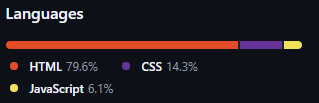 Languages
HTML 79.6% CSS 14.3%
JavaScript 6.1%